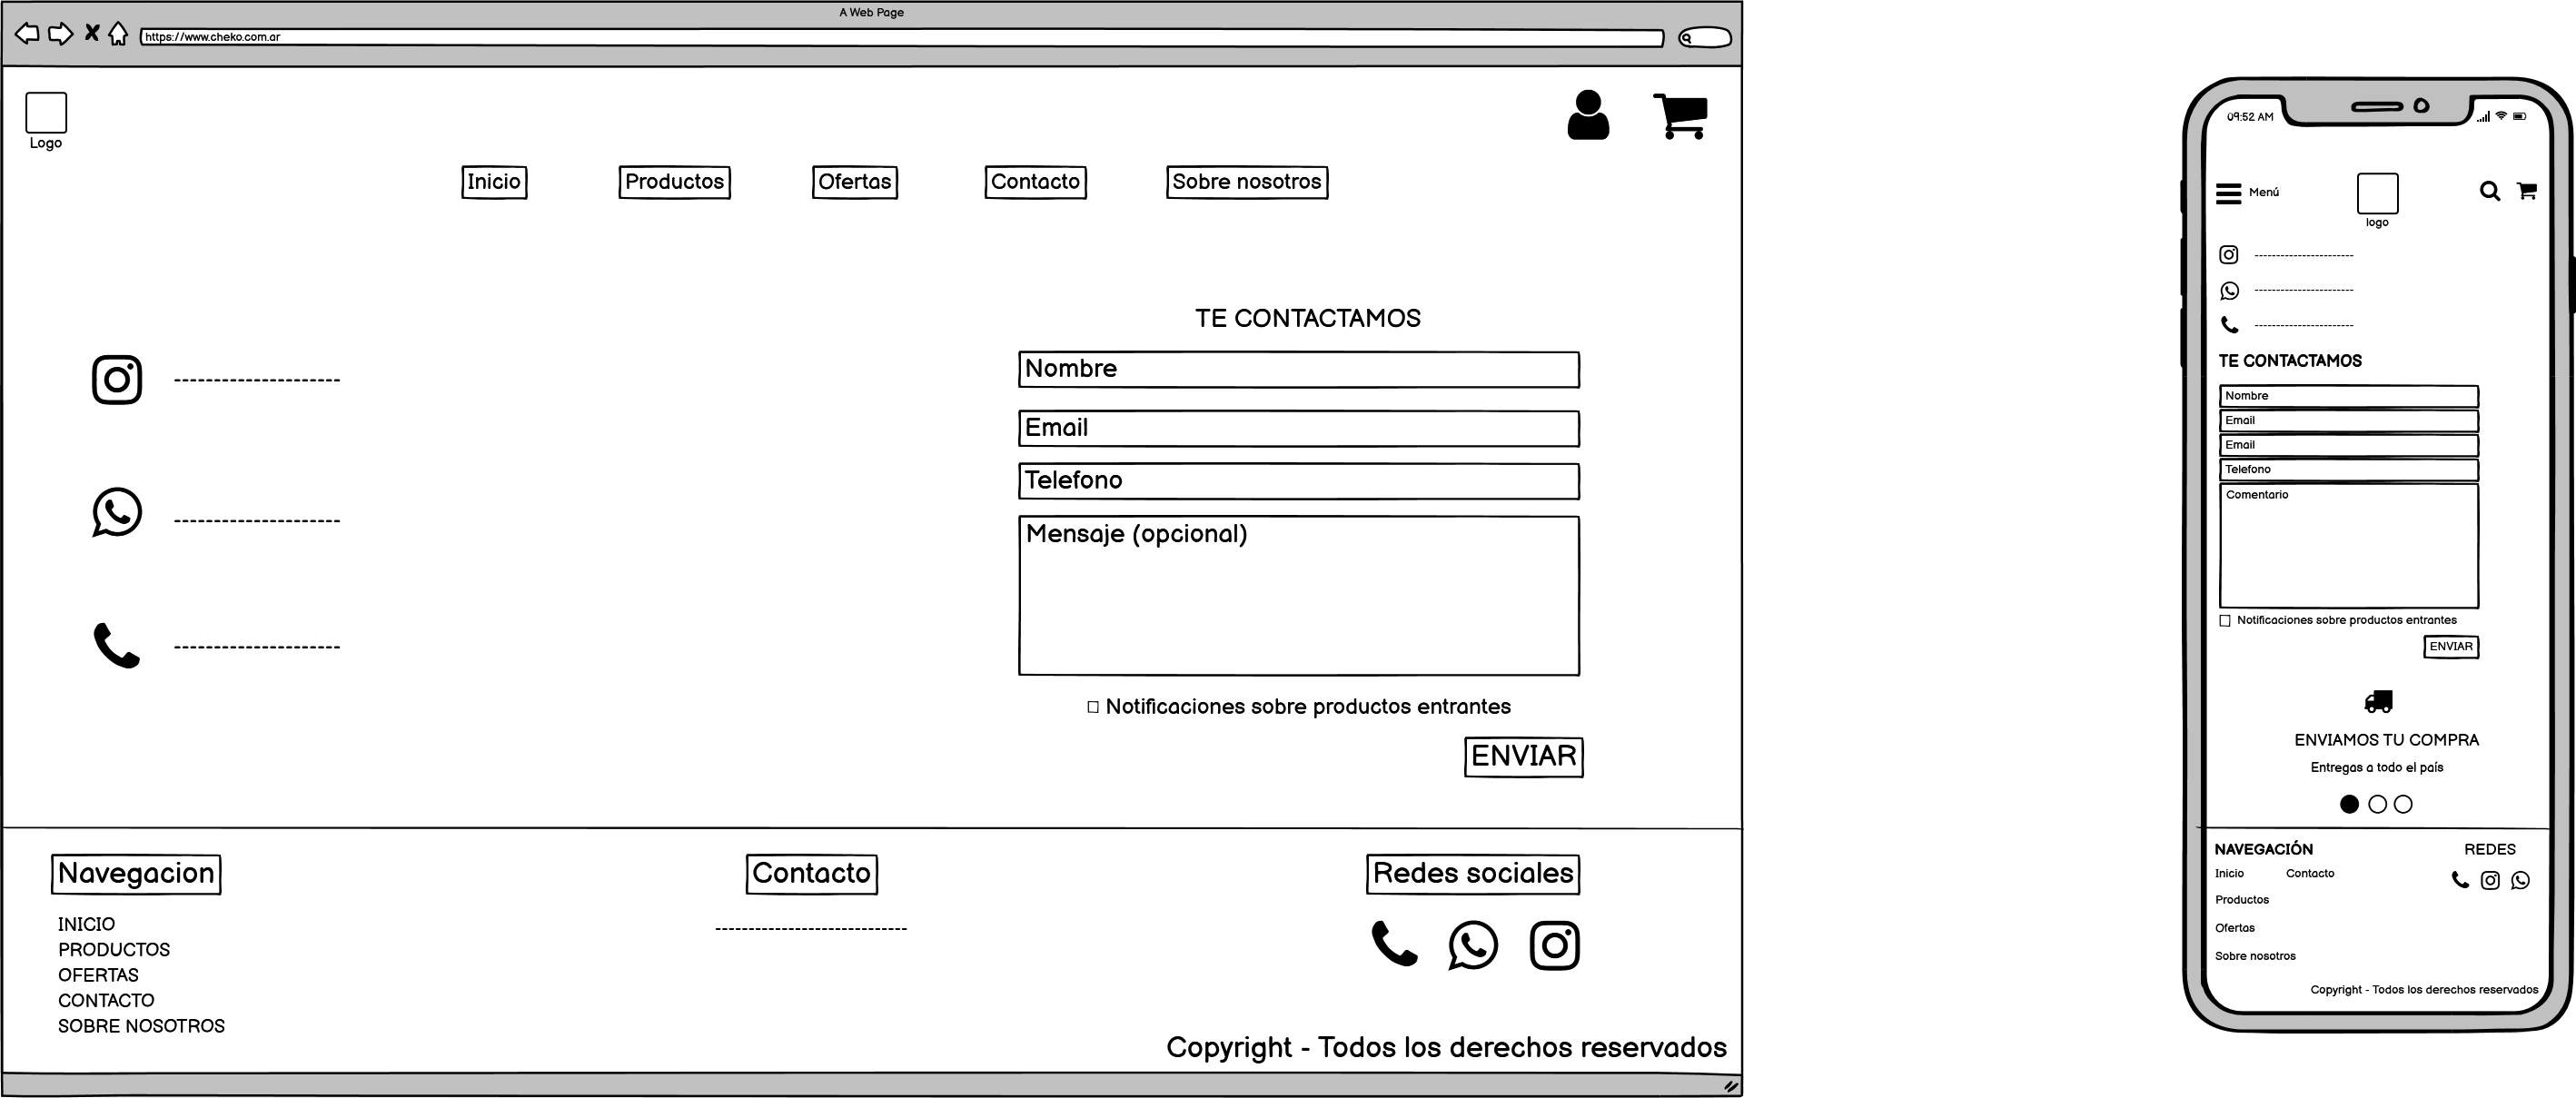 A Web Page
https://www.cheko.com.ar
Logo
Inicio
Productos
Ofertas
Contacto
Sobre nosotros
TE CONTACTAMOS
Nombre
Email
Telefono
Mensaje (opcional)
Notificaciones sobre productos entrantes
ENVIAR
Navegacion
INICIO
PRODUCTOS
OFERTAS
CONTACTO
SOBRE NOSOTROS
Contacto
Redes sociales
Copyright - Todos los derechos reservados
09:52 AM
Menú
logo
TE CONTACTAMOS
Nombre
Email
Email
Telefono
Comentario
Notificaciones sobre productos entrantes
ENVIAR
ENVIAMOS TU COMPRA
Entregas a todo el país
NAVEGACIÓN
Inicio
Contacto
Productos
Ofertas
Sobre nosotros
REDES
Copyright - Todos los derechos reservados